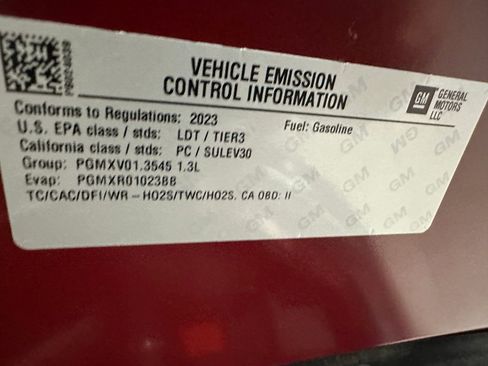 VEHICLE EMISSION
CONTROL INFORMATION
GM GENERAL
MOTORS
LLC
Conforms to Regulations: 2023
Fuel: Gasoline
U.S. EPA class / stds: LDT / TIER3
California class / stds: PC / SULEV30
Group: PGMXV01.3545 1.3L
Evap: PGMXR0102388
TC/CAC/DFI/WR-HO2S/TWC/HO2S. CA OBD: II